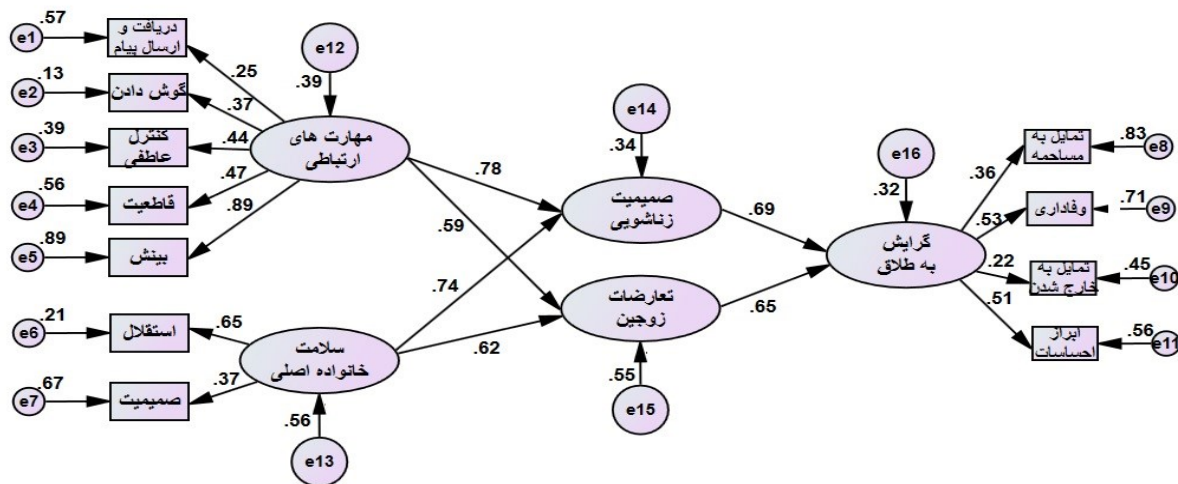 .57
e1
دریافت و
ارسال پیام
.25
.13
e2
گوش دادن
.37
.39
e3
کنترل
عاطفی
.44
.56
e4
قاطعیت
.47
.89
e5
بینش
.89
e12
.39
مهارت های
ارتباطی
.78
.59
.21
e6
استقلال
.65
.67
e7
صمیمیت
.37
سلامت
خانواده اصلی
.56
e13
.74
.62
e14
.34
صمیمیت
زناشویی
.69
تعارضات
زوجین
.65
.55
e15
e16
.32
گرایش
به طلاق
.36
تمایل به
مساحمه
.83
e8
.53
وفاداری
.71
e9
.22
تمایل به
خارج شدن
.45
e10
.51
ابراز
احساسات
.56
e11